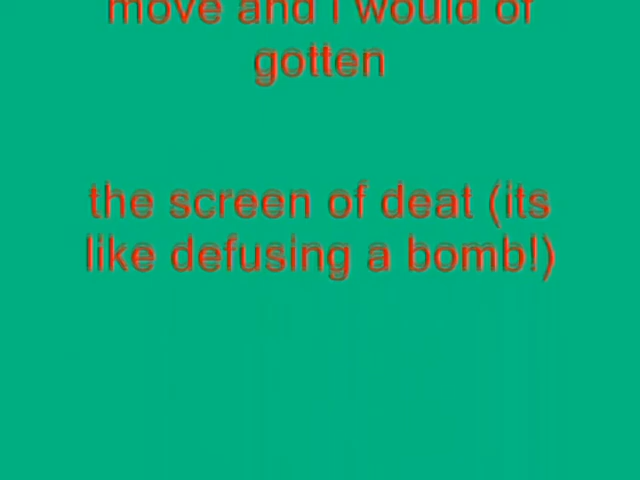 move and I would of
gotten
the screen of deat (its
like defusing a bomb!)